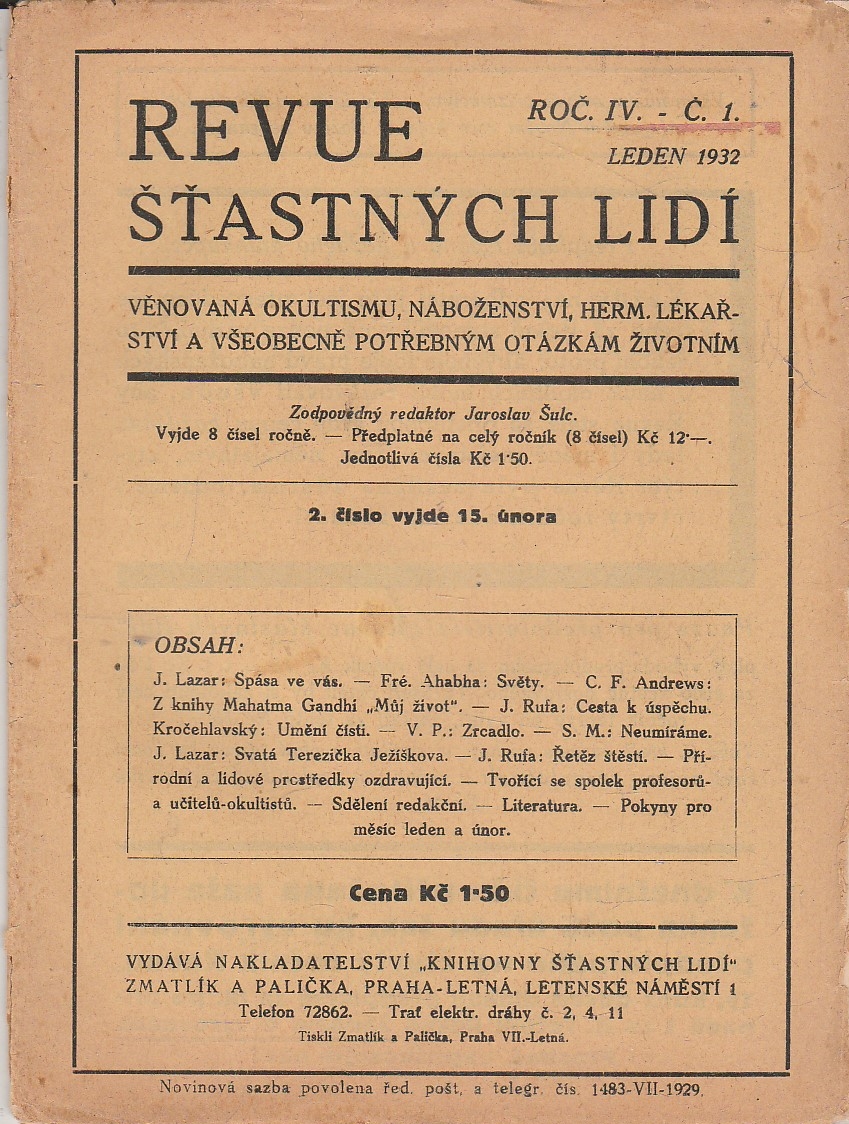 REVUE
ROČ. IV. - Č. 1.
LEDEN 1932
ŠŤASTNÝCH LIDÍ
VĚNOVANÁ OKULTISMU, NÁBOŽENSTVÍ, HERM. LÉKAŘ-
STVÍ A VŠEOBECNĚ POTŘEBNÝM OTÁZKÁM ŽIVOTNÍM
Zodpovědný redaktor Jaroslav Šulc.
Vyjde 8 čísel ročně. — Předplatné na celý ročník (8 čísel) Kč 12·—.
Jednotlivá čísla Kč 1·50.
2. číslo vyjde 15. února
OBSAH:
J. Lazar: Spása ve vás. — Fré. Ahabha: Světy. — C. F. Andrews:
Z knihy Mahatma Gandhi „Můj život". — J. Rufa: Cesta k úspěchu.
Kročehlavský: Umění čísti. — V. P.: Zrcadlo. — S. M.: Neumíráme.
J. Lazar: Svatá Terezička Ježíškova. — J. Rufa: Řetěz štěstí. — Pří-
rodní a lidové prostředky ozdravující. — Tvořící se spolek profesorů-
a učitelů-okultistů. — Sdělení redakční. — Literatura. — Pokyny pro
měsíc leden a únor.
Cena Kč 1·50
VYDÁVÁ NAKLADATELSTVÍ „KNIHOVNY ŠŤASTNÝCH LIDÍ"
ZMATLÍK A PALIČKA, PRAHA-LETNÁ, LETENSKÉ NÁMĚSTÍ 1
Telefon 72862. — Trať elektr. dráhy č. 2, 4, 11
Tiskli Zmatlík a Palička, Praha VII.-Letná.
Novinová sazba povolena řed. pošt. a telegr. čís. 1483-VII-1929.